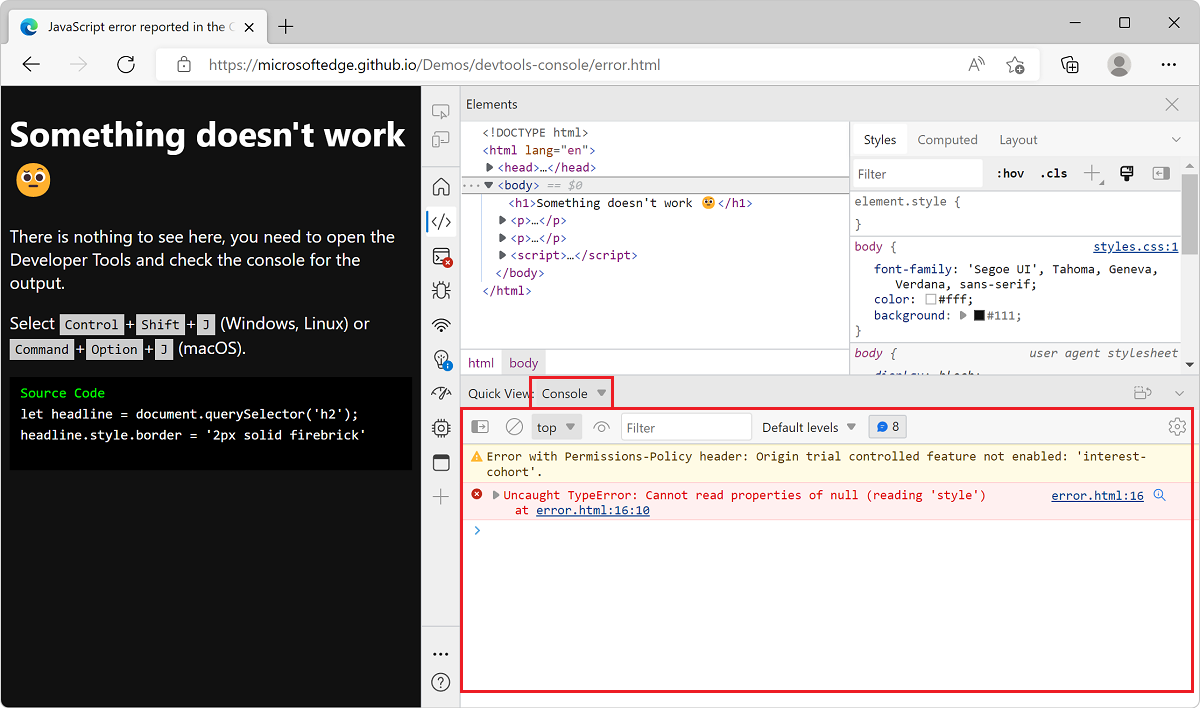 JavaScript error reported in the C
https://microsoftedge.github.io/Demos/devtools-console/error.html
Something doesn't work
🤨
There is nothing to see here, you need to open the
Developer Tools and check the console for the
output.
Select Control + Shift + J (Windows, Linux) or
Command + Option + J (macOS).
Source Code
let headline = document.querySelector('h2');
headline.style.border = '2px solid firebrick'
Elements
<!DOCTYPE html>
<html lang="en">
<head>…</head>
<body> == $0
<h1>Something doesn't work 🤨</h1>
<p>…</p>
<p>…</p>
<script>…</script>
</body>
</html>
html body
Styles Computed Layout
Filter :hov .cls
element.style {
}
body { styles.css:1
font-family: 'Segoe UI', Tahoma, Geneva,
Verdana, sans-serif;
color: #fff;
background: #111;
}
body { user agent stylesheet
display: block;
Quick View: Console
top Filter Default levels 8
Error with Permissions-Policy header: Origin trial controlled feature not enabled: 'interest-
cohort'.
Uncaught TypeError: Cannot read properties of null (reading 'style') error.html:16
at error.html:16:10